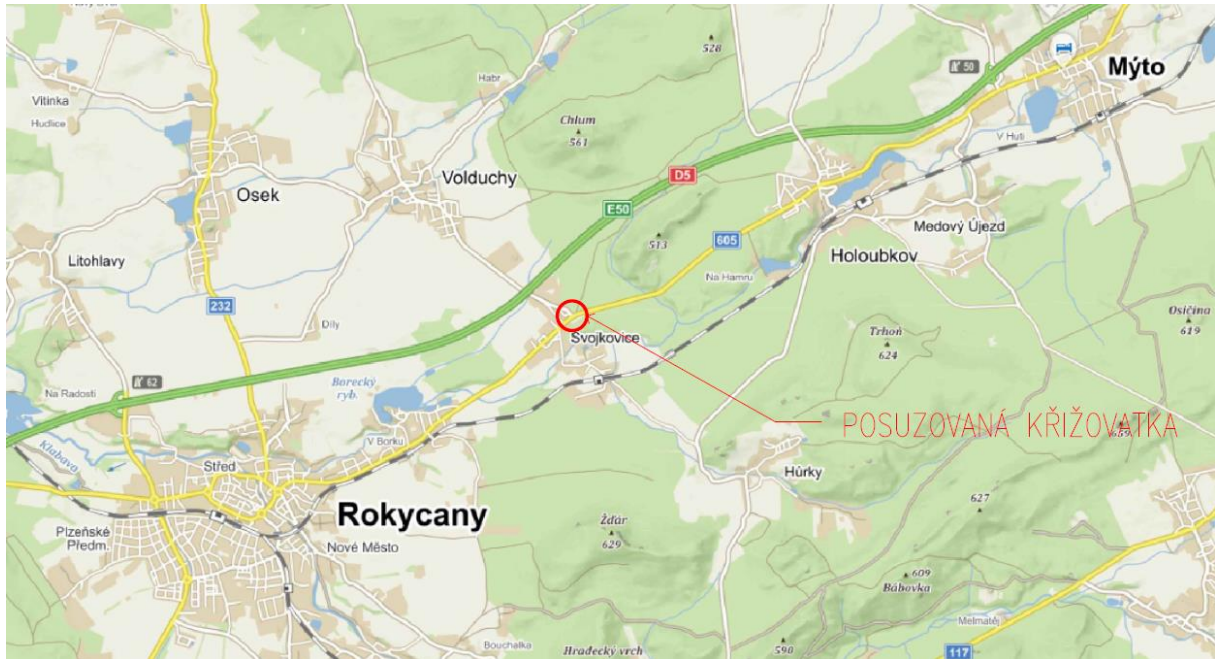 528
50
Mýto
Vitinka
Hudlice
Habr
Chlum
561
V Huti
Osek
Volduchy
D5
E50
513
605
Medový Újezd
Litohlavy
Na Hamru
Holoubkov
Osičina
619
232
Díly
Svojkovice
Trhoň
624
62
Na Radosti
Borecký
ryb.
POSUZOVANÁ KŘIŽOVATKA
Klabava
V Borku
Střed
Hůrky
627
Rokycany
Žďár
629
Plzeňské
Předm.
Nové Město
609
Bábovka
Melmatěj
Bouchalka
Hradecký vrch
590
117